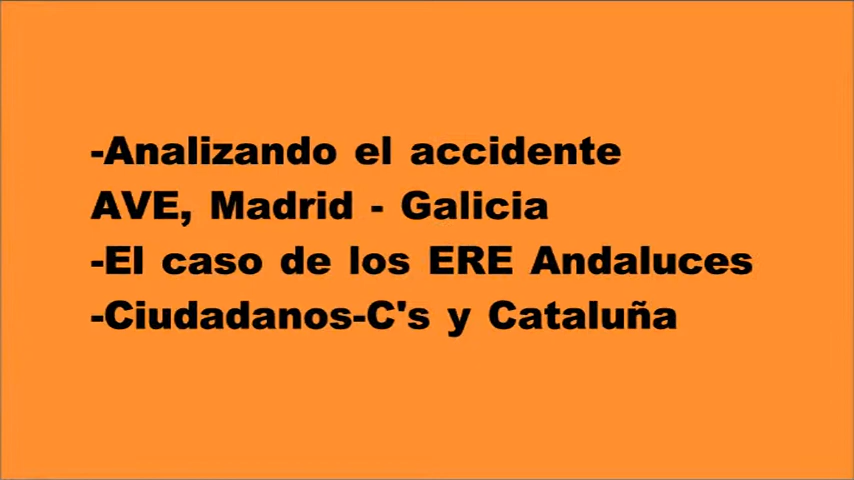 -Analizando el accidente
AVE, Madrid - Galicia
-El caso de los ERE Andaluces
-Ciudadanos-C's y Cataluña